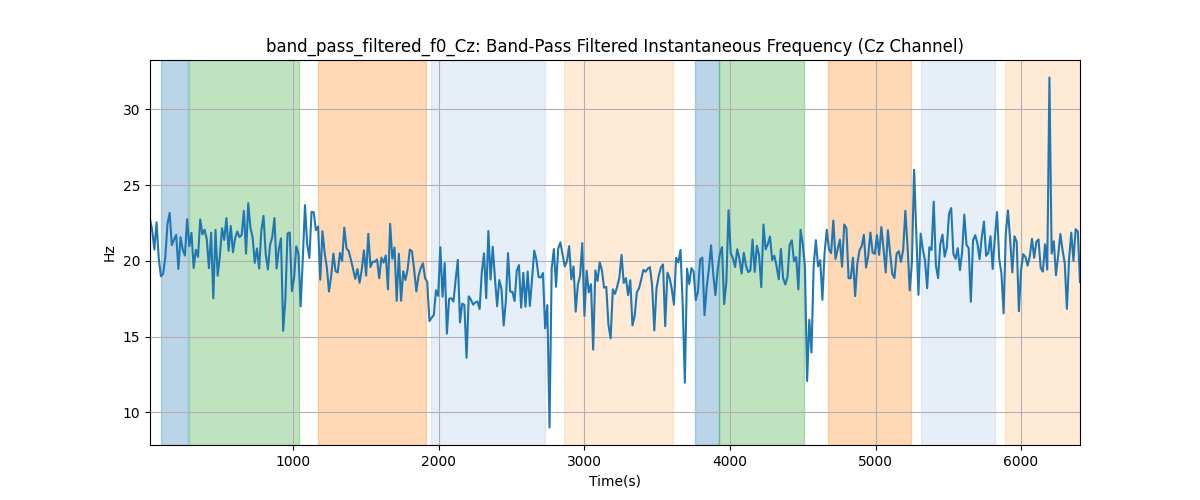 band_pass_filtered_f0_Cz: Band-Pass Filtered Instantaneous Frequency (Cz Channel)
30
25
20
15
10
Hz
1000 2000 3000 4000 5000 6000
Time(s)